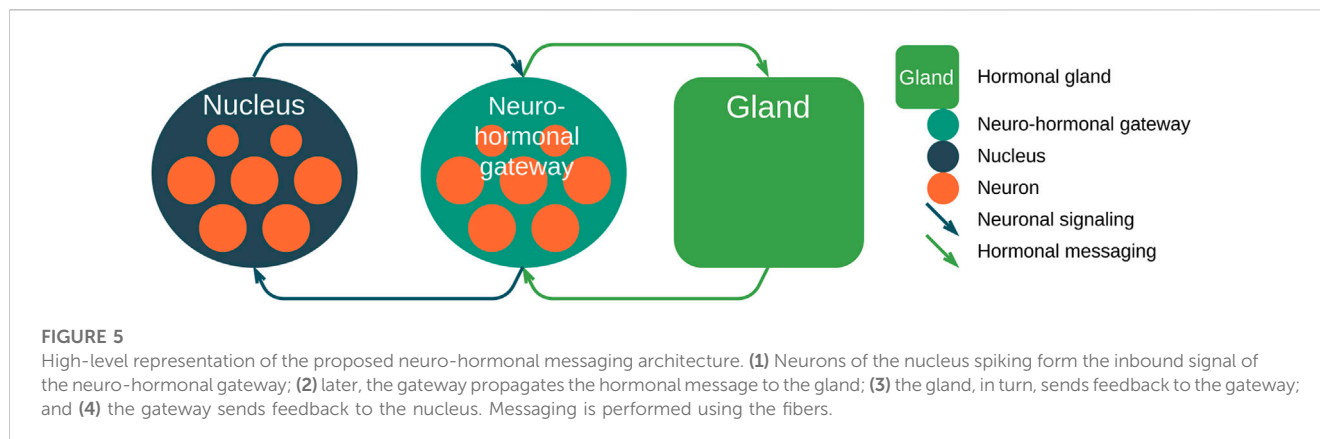 Nucleus
Neuro-
hormonal
gateway
Gland
Gland
Hormonal gland
Neuro-hormonal gateway
Nucleus
Neuron
Neuronal signaling
Hormonal messaging
FIGURE 5
High-level representation of the proposed neuro-hormonal messaging architecture. (1) Neurons of the nucleus spiking form the inbound signal of
the neuro-hormonal gateway; (2) later, the gateway propagates the hormonal message to the gland; (3) the gland, in turn, sends feedback to the gateway;
and (4) the gateway sends feedback to the nucleus. Messaging is performed using the fibers.